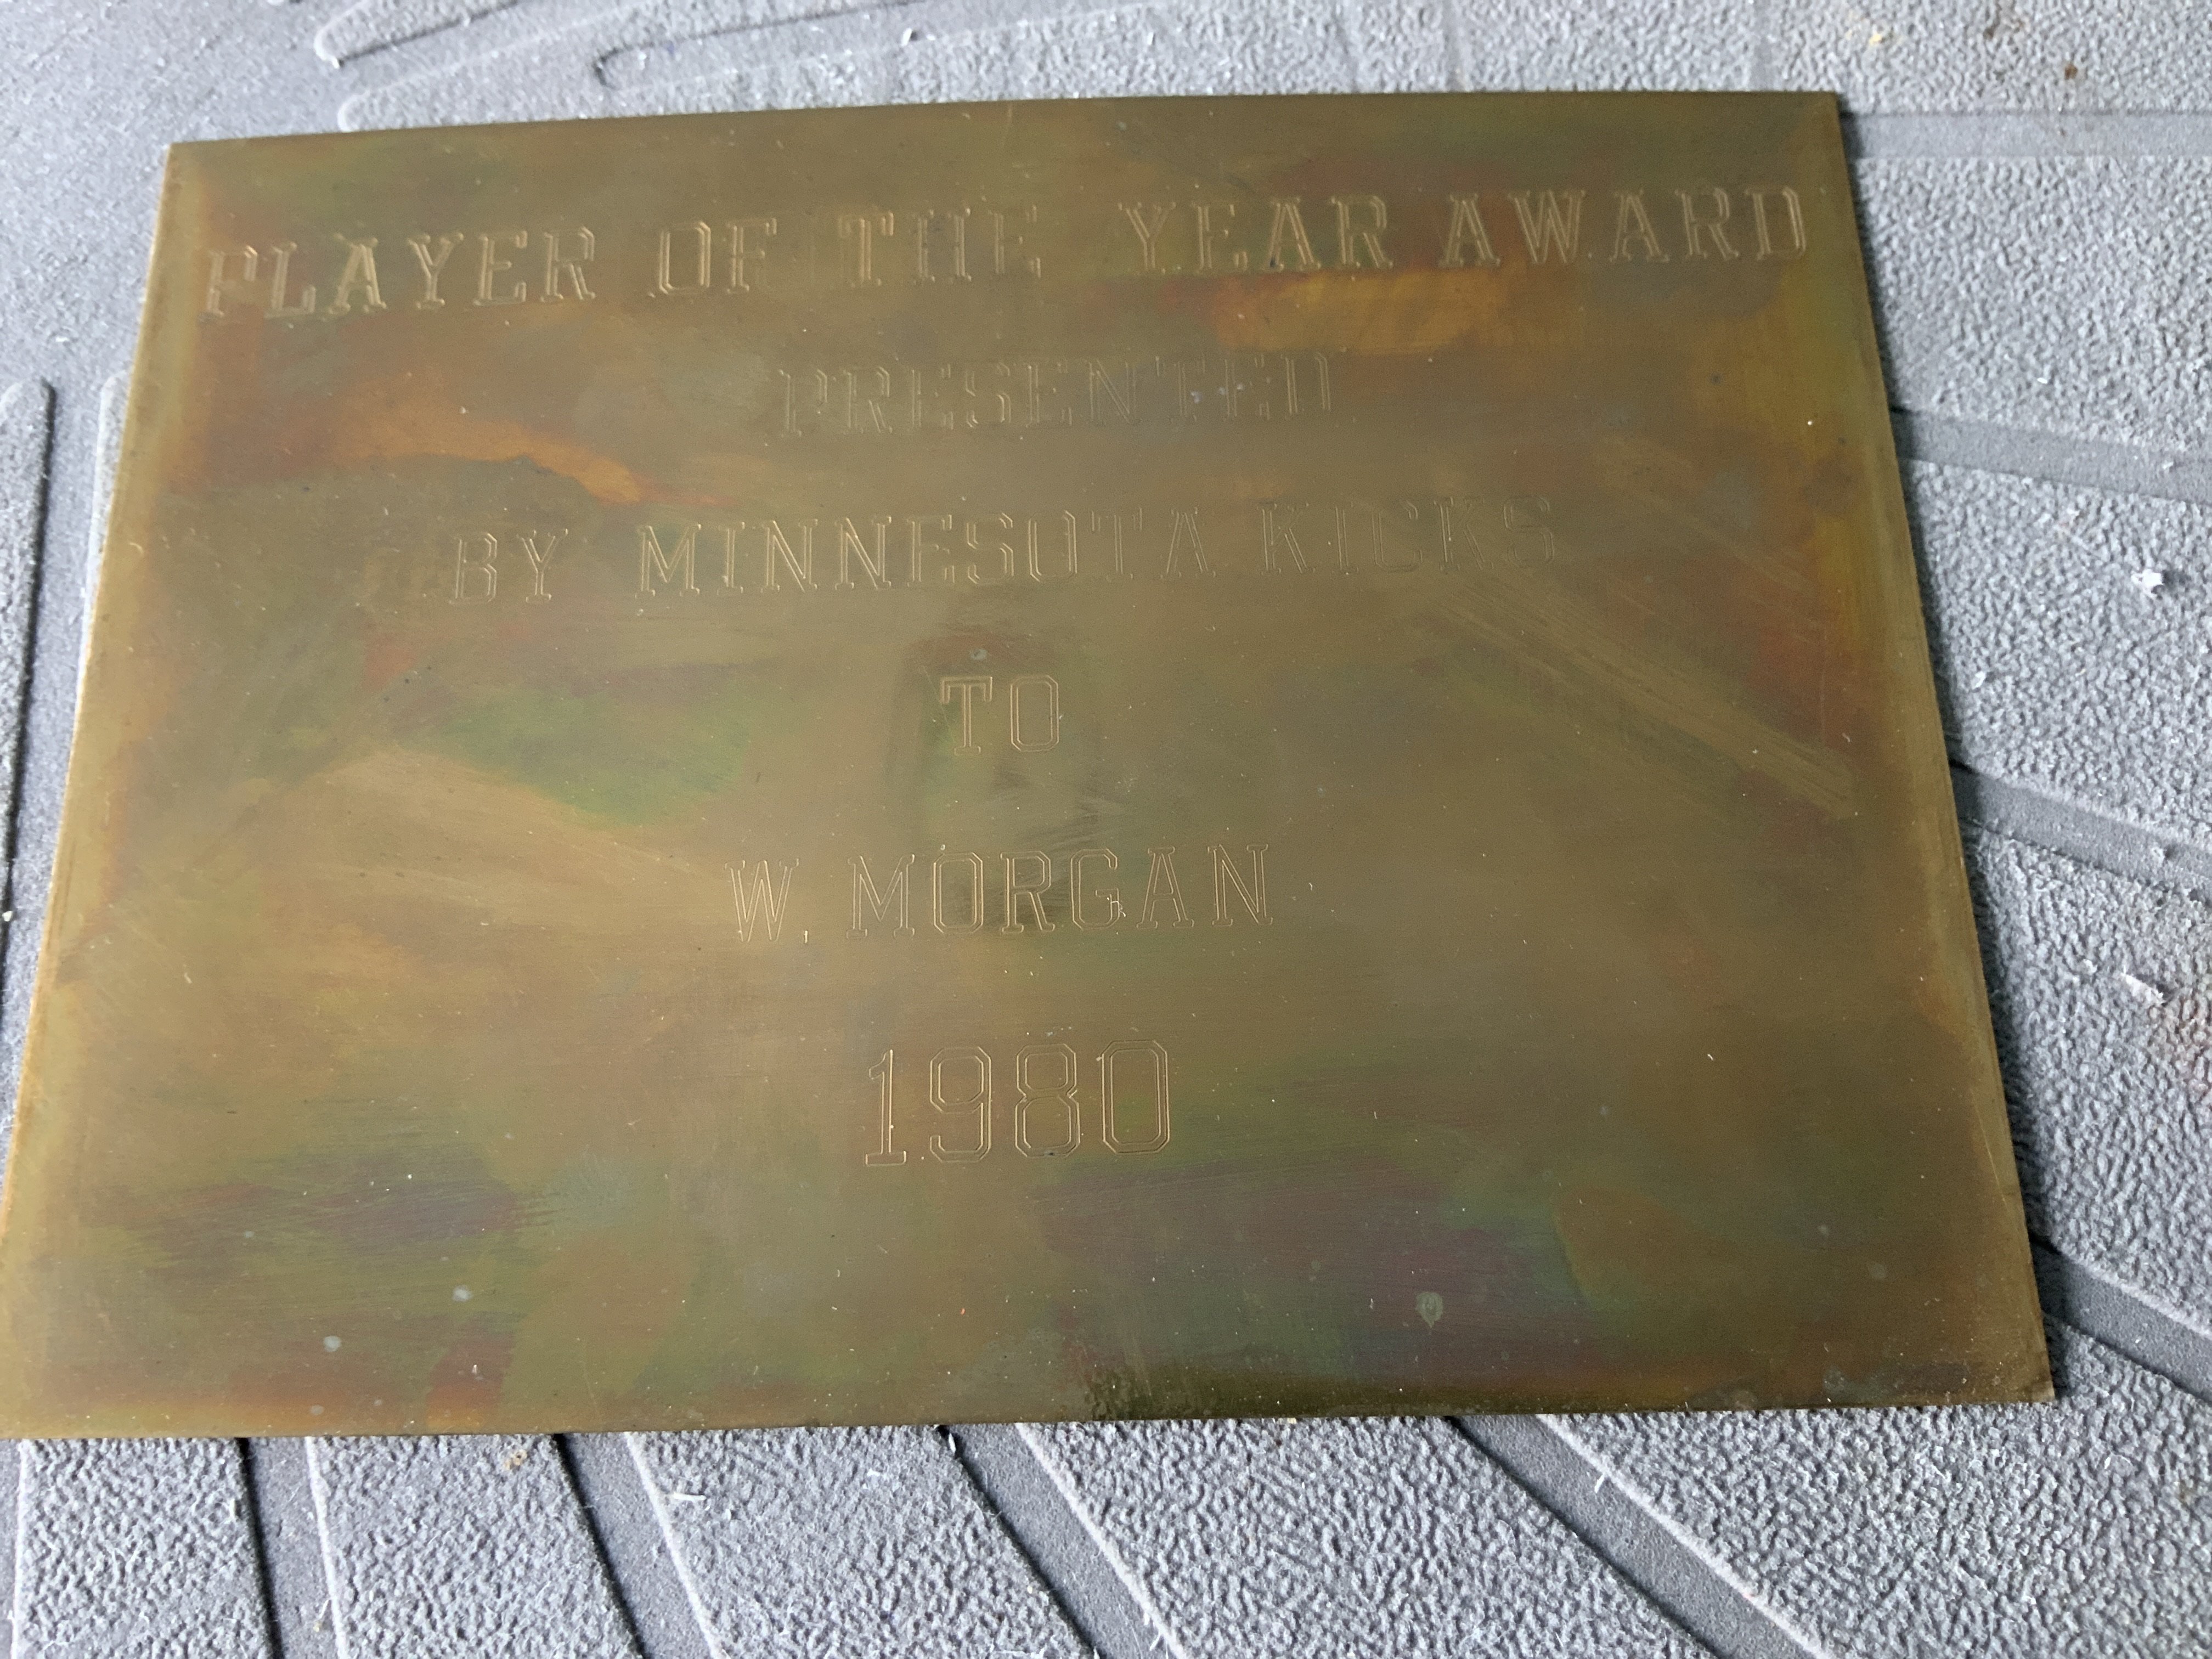 PLAYER OF THE YEAR AWARD
PRESENTED
BY MINNESOTA KICKS
TO
W. MORGAN
1980